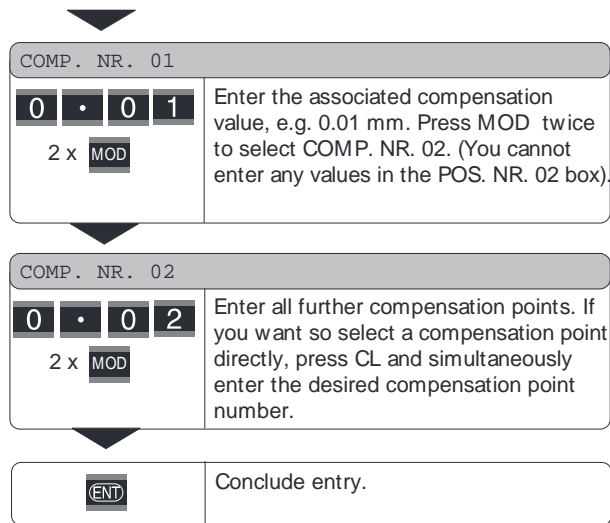 COMP. NR. 01
0 • 0 1
2 x MOD
Enter the associated compensation
value, e.g. 0.01 mm. Press MOD twice
to select COMP. NR. 02. (You cannot
enter any values in the POS. NR. 02 box).
COMP. NR. 02
0 • 0 2
2 x MOD
Enter all further compensation points. If
you want so select a compensation point
directly, press CL and simultaneously
enter the desired compensation point
number.
ENT
Conclude entry.